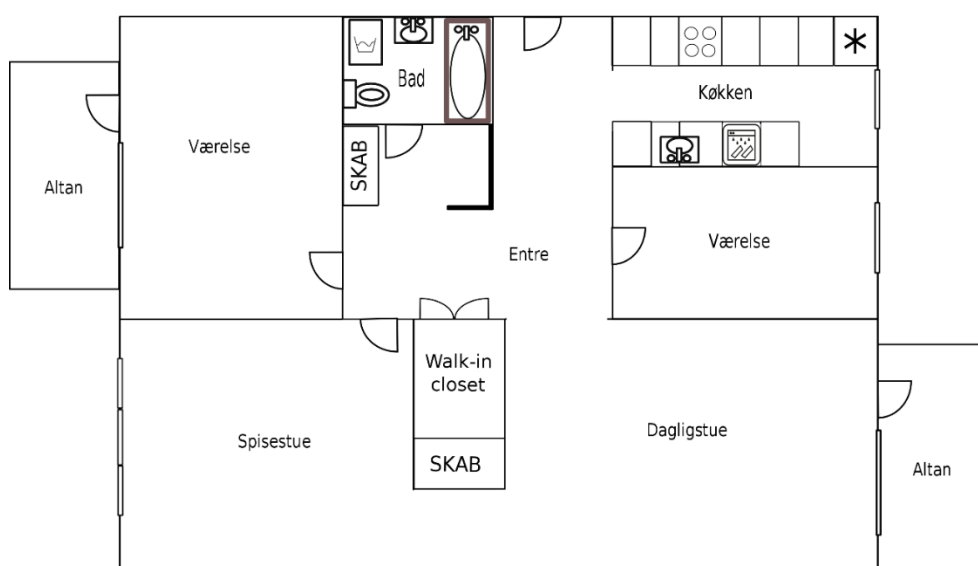 Bad
Køkken
Værelse
SKAB
Altan
Værelse
Entre
Walk-in
closet
Spisestue
Dagligstue
SKAB
Altan